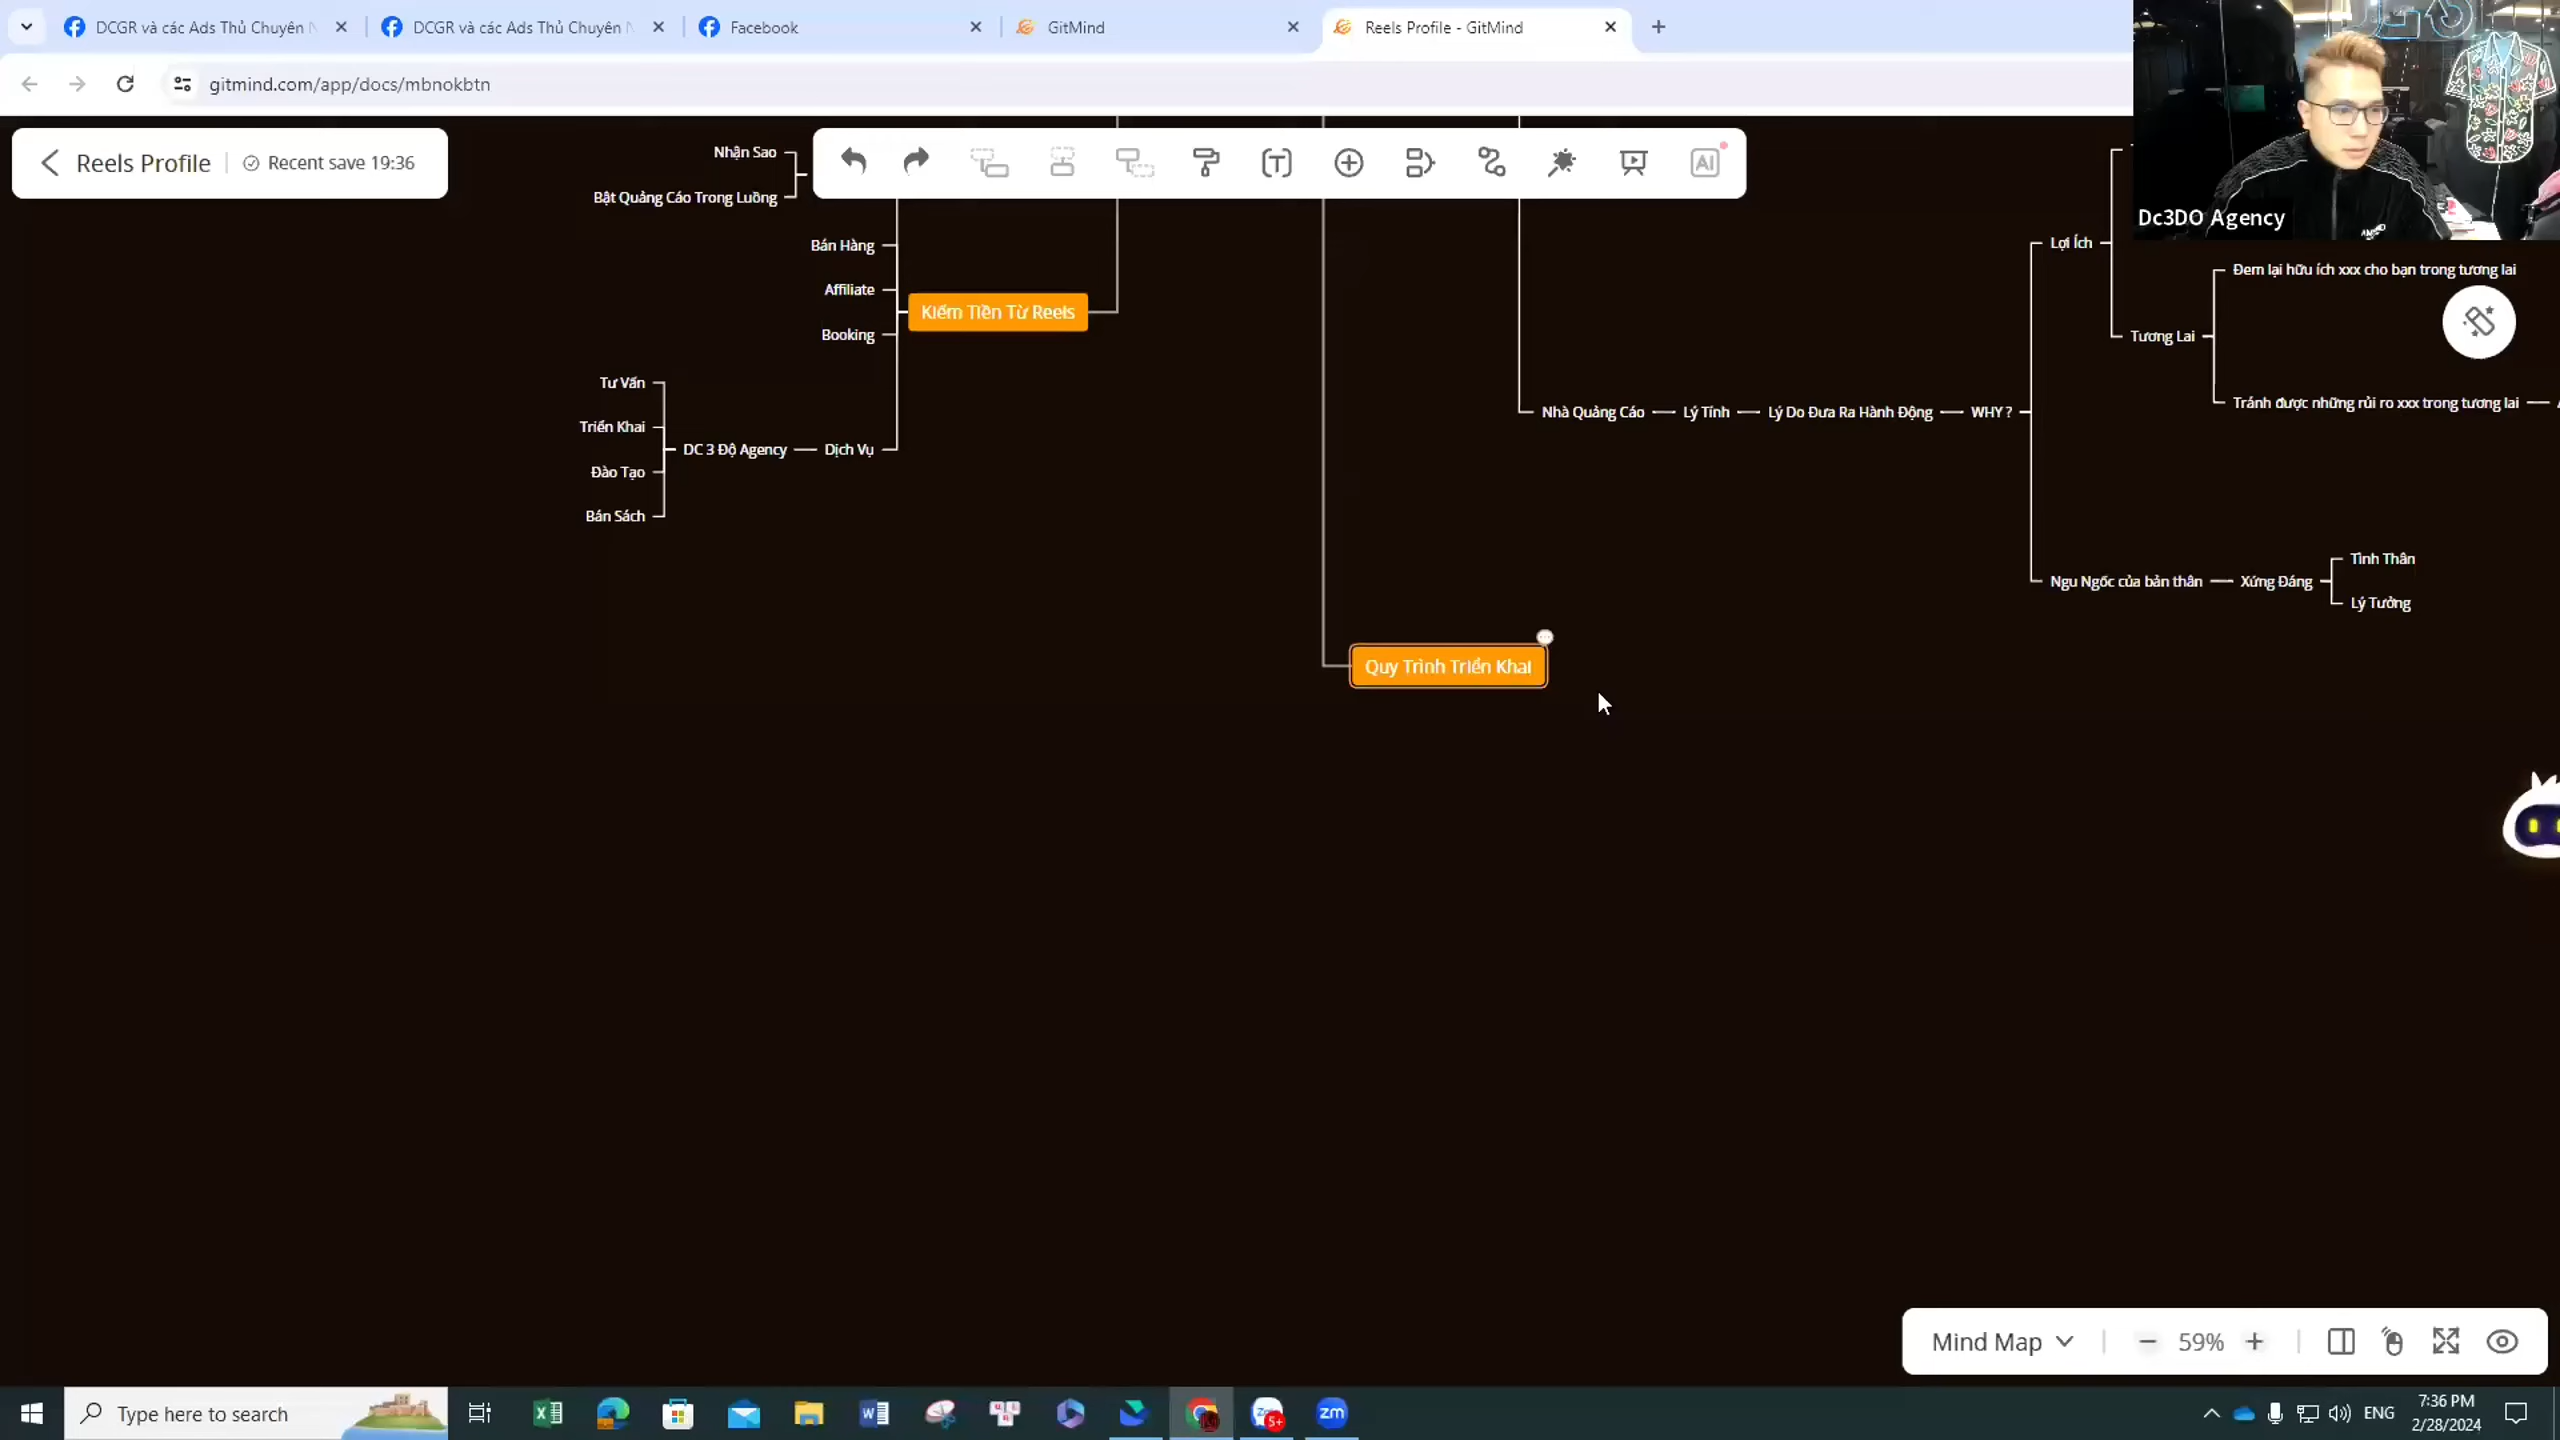 DCGR và các Ads Thủ Chuyên N
DCGR và các Ads Thủ Chuyên N
Facebook
GitMind
Reels Profile - GitMind
gitmind.com/app/docs/mbnokbtn
Reels Profile
Recent save 19:36
AI
Dc3DO Agency
Nhận Sao
Bật Quảng Cáo Trong Luồng
Bán Hàng
Affiliate
Booking
Kiếm Tiền Từ Reels
Tư Vấn
Triển Khai
Đào Tạo
Bán Sách
DC 3 Độ Agency
Dịch Vụ
Nhà Quảng Cáo
Lý Tính
Lý Do Đưa Ra Hành Động
WHY ?
Lợi Ích
Tương Lai
Đem lại hữu ích xxx cho bạn trong tương lai
Tránh được những rủi ro xxx trong tương lai
Ngu Ngốc của bản thân
Xứng Đáng
Tinh Thần
Lý Tưởng
Quy Trình Triển Khai
Mind Map
59%
Type here to search
zm
5+
ENG
7:36 PM
2/28/2024